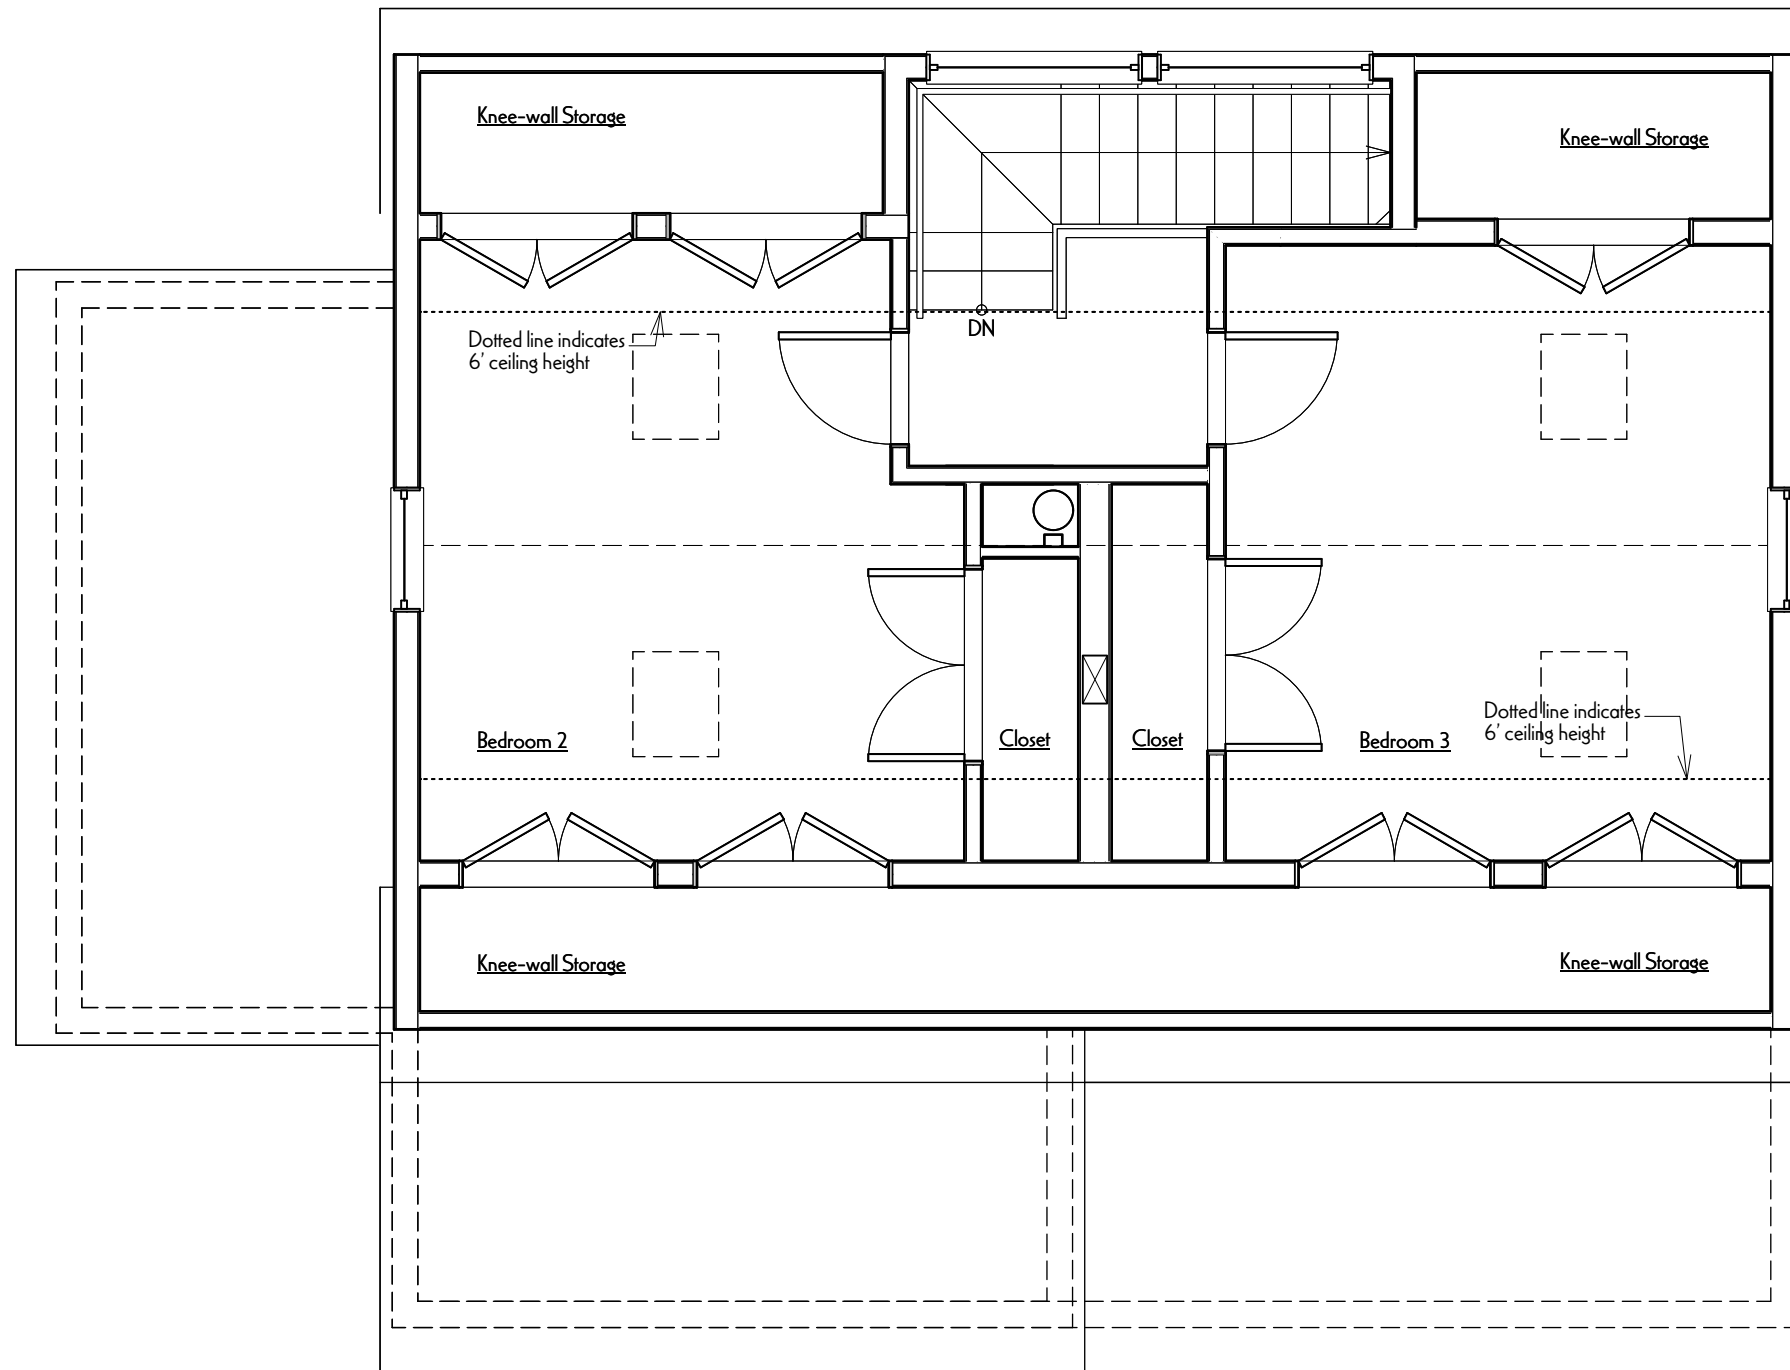 Knee-wall Storage
Knee-wall Storage
DN
Dotted line indicates
6' ceiling height
Dotted line indicates
6' ceiling height
Bedroom 2
Closet
Closet
Bedroom 3
Knee-wall Storage
Knee-wall Storage